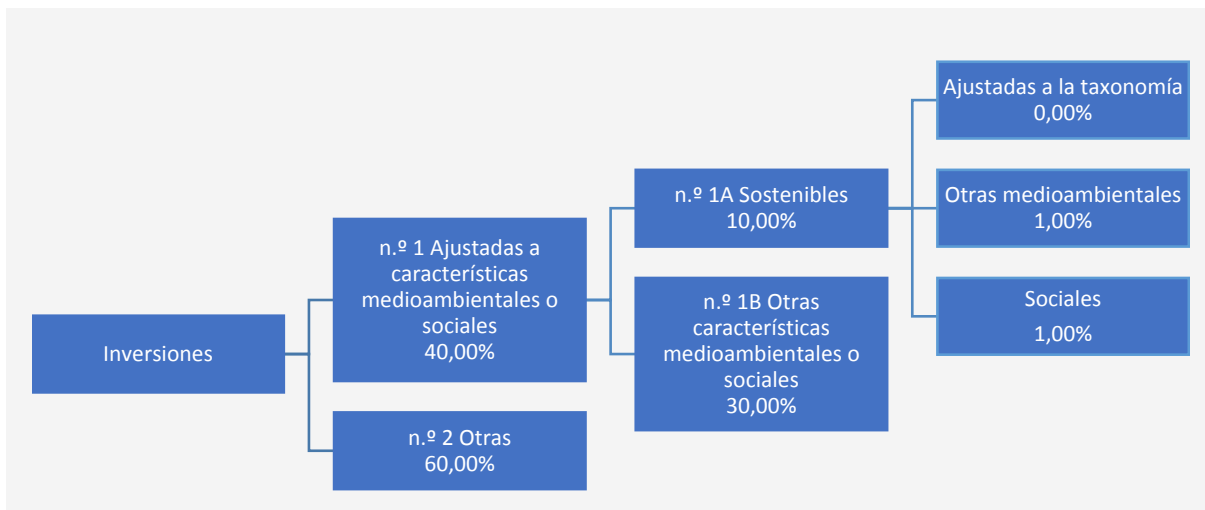 Inversiones
n.º 1 Ajustadas a
características
medioambientales o
sociales
40,00%
n.º 2 Otras
60,00%
n.º 1A Sostenibles
10,00%
n.º 1B Otras
características
medioambientales o
sociales
30,00%
Ajustadas a la taxonomía
0,00%
Otras medioambientales
1,00%
Sociales
1,00%